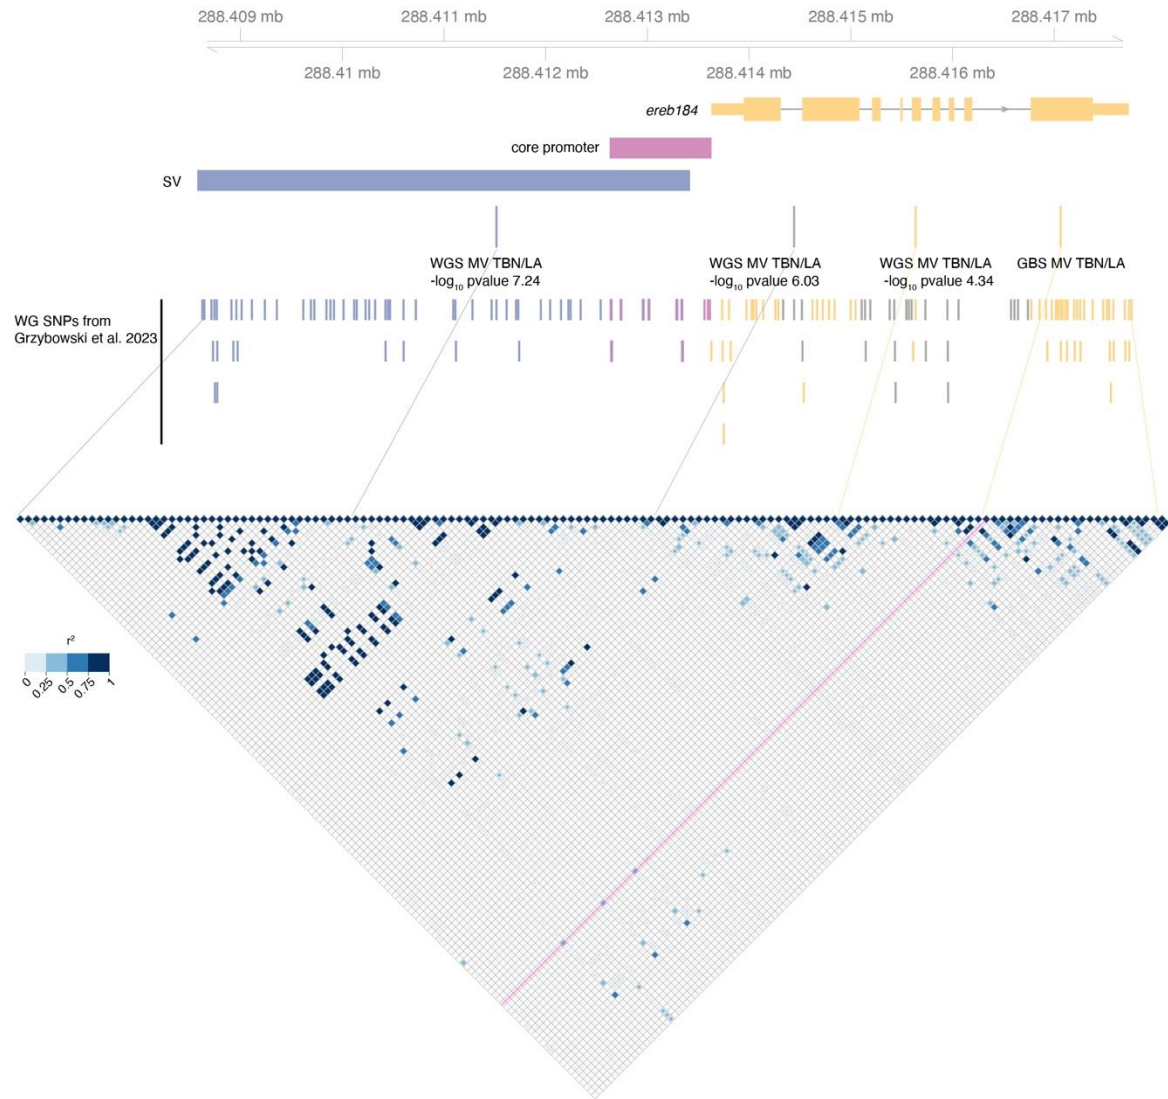 288.409 mb 288.411 mb 288.413 mb 288.415 mb 288.417 mb
288.41 mb 288.412 mb 288.414 mb 288.416 mb
ereb184
core promoter
SV
WGS MV TBN/LA
-log10 pvalue 7.24
WGS MV TBN/LA
-log10 pvalue 6.03
WGS MV TBN/LA
-log10 pvalue 4.34
GBS MV TBN/LA
WG SNPs from
Grzybowski et al. 2023
r²
0 0.25 0.5 0.75 1